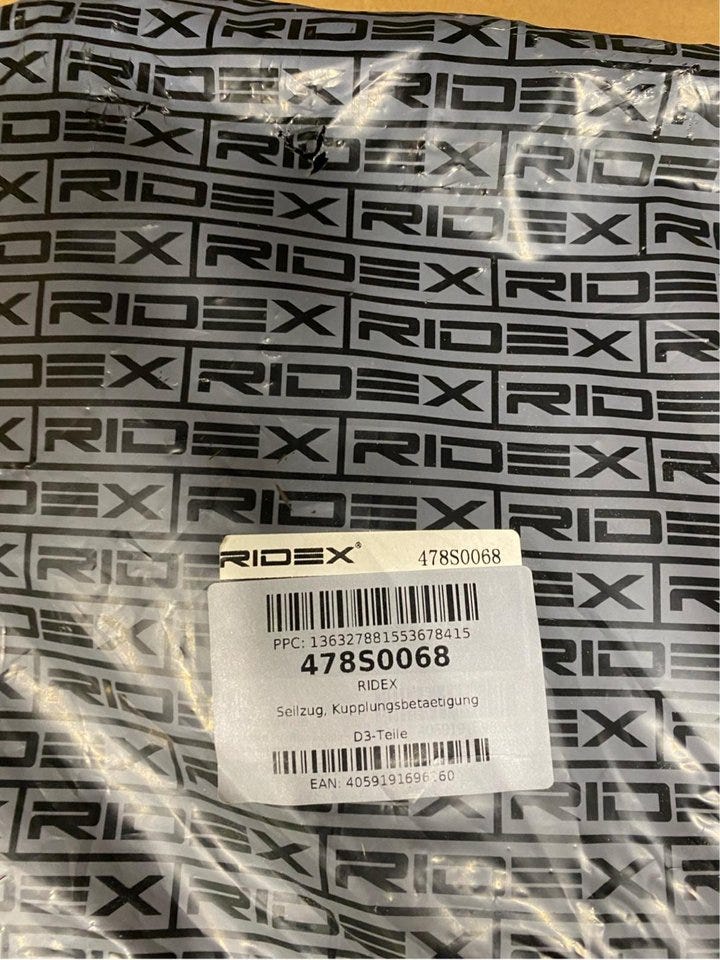 RIDEX® 478S0068
PPC: 136327881553678415
478S0068
RIDEX
Seilzug, Kupplungsbetaetigung
D3-Teile